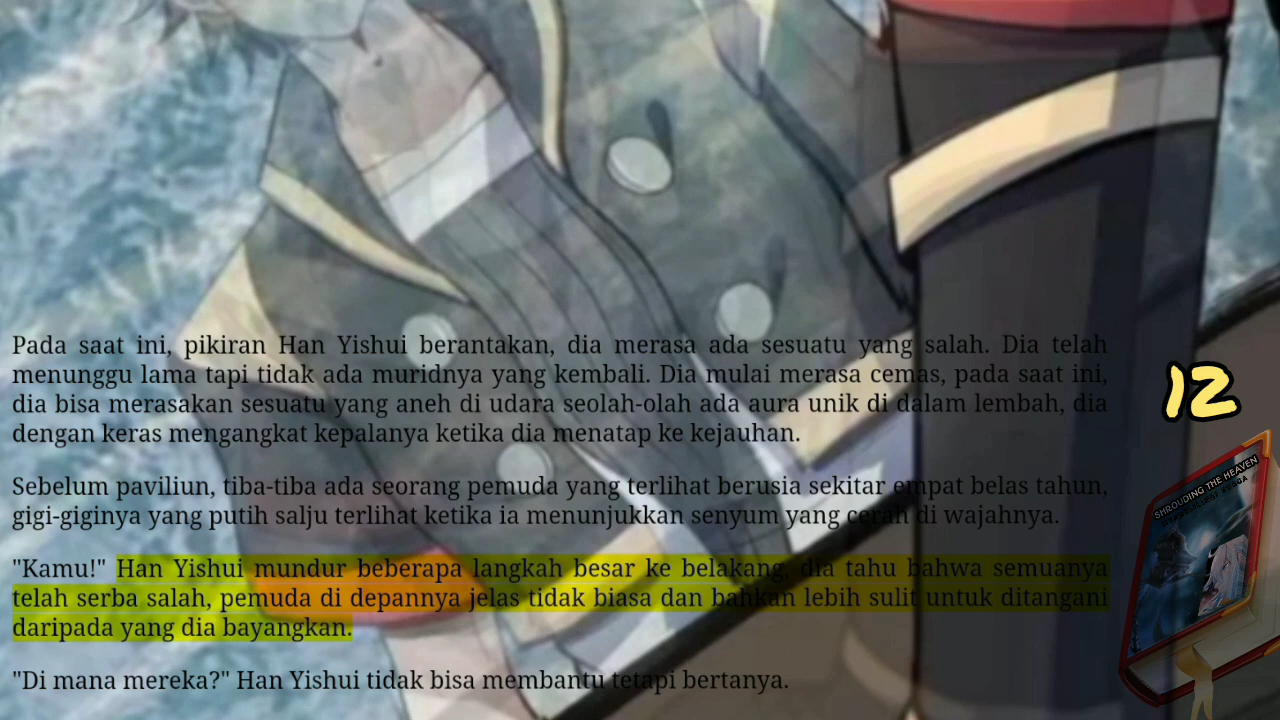 Pada saat ini, pikiran Han Yishui berantakan, dia merasa ada sesuatu yang salah. Dia telah
menunggu lama tapi tidak ada muridnya yang kembali. Dia mulai merasa cemas, pada saat ini,
dia bisa merasakan sesuatu yang aneh di udara seolah-olah ada aura unik di dalam lembah, dia
dengan keras mengangkat kepalanya ketika dia menatap ke kejauhan.
Sebelum paviliun, tiba-tiba ada seorang pemuda yang terlihat berusia sekitar empat belas tahun,
gigi-giginya yang putih salju terlihat ketika ia menunjukkan senyum yang cerah di wajahnya.
"Kamu!" Han Yishui mundur beberapa langkah besar ke belakang, dia tahu bahwa semuanya
telah serba salah, pemuda di depannya jelas tidak biasa dan bahkan lebih sulit untuk ditangani
daripada yang dia bayangkan.
"Di mana mereka?" Han Yishui tidak bisa membantu tetapi bertanya.
12
SHROUDING THE HEAVEN